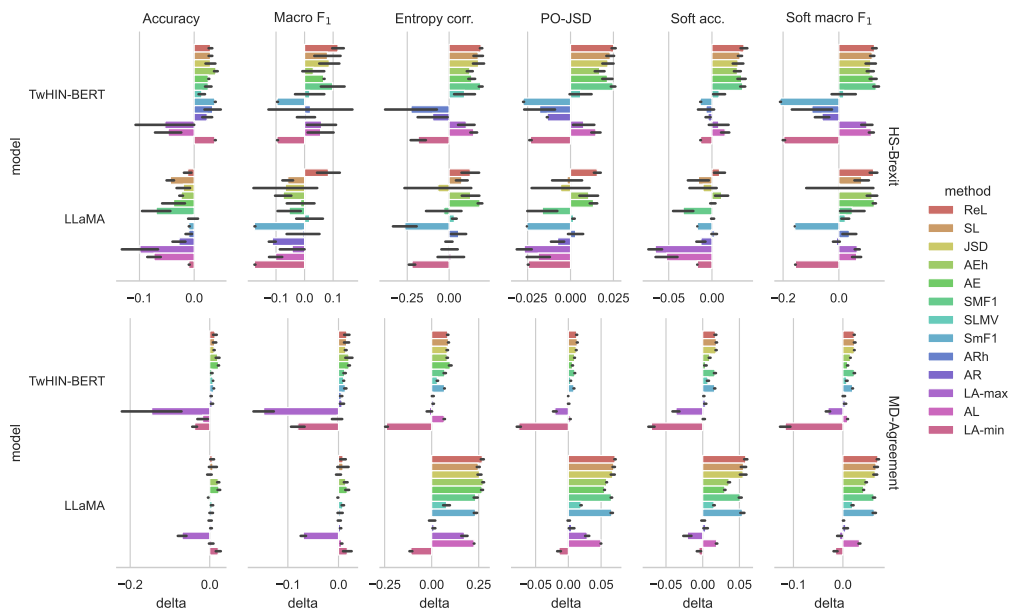 Accuracy Macro F₁ Entropy corr. PO-JSD Soft acc. Soft macro F₁
TwHIN-BERT
model
LLaMA
HS-Brexit
−0.1 0.0 −0.1 0.0 0.1 −0.25 0.00 −0.025 0.000 0.025 −0.05 0.00 −0.2 0.0
TwHIN-BERT
model
LLaMA
MD-Agreement
−0.2 0.0 −0.1 0.0 −0.25 0.00 0.25 −0.05 0.00 0.05 −0.05 0.00 0.05 −0.1 0.0
delta delta delta delta delta delta
method
ReL
SL
JSD
AEh
AE
SMF1
SLMV
SmF1
ARh
AR
LA-max
AL
LA-min